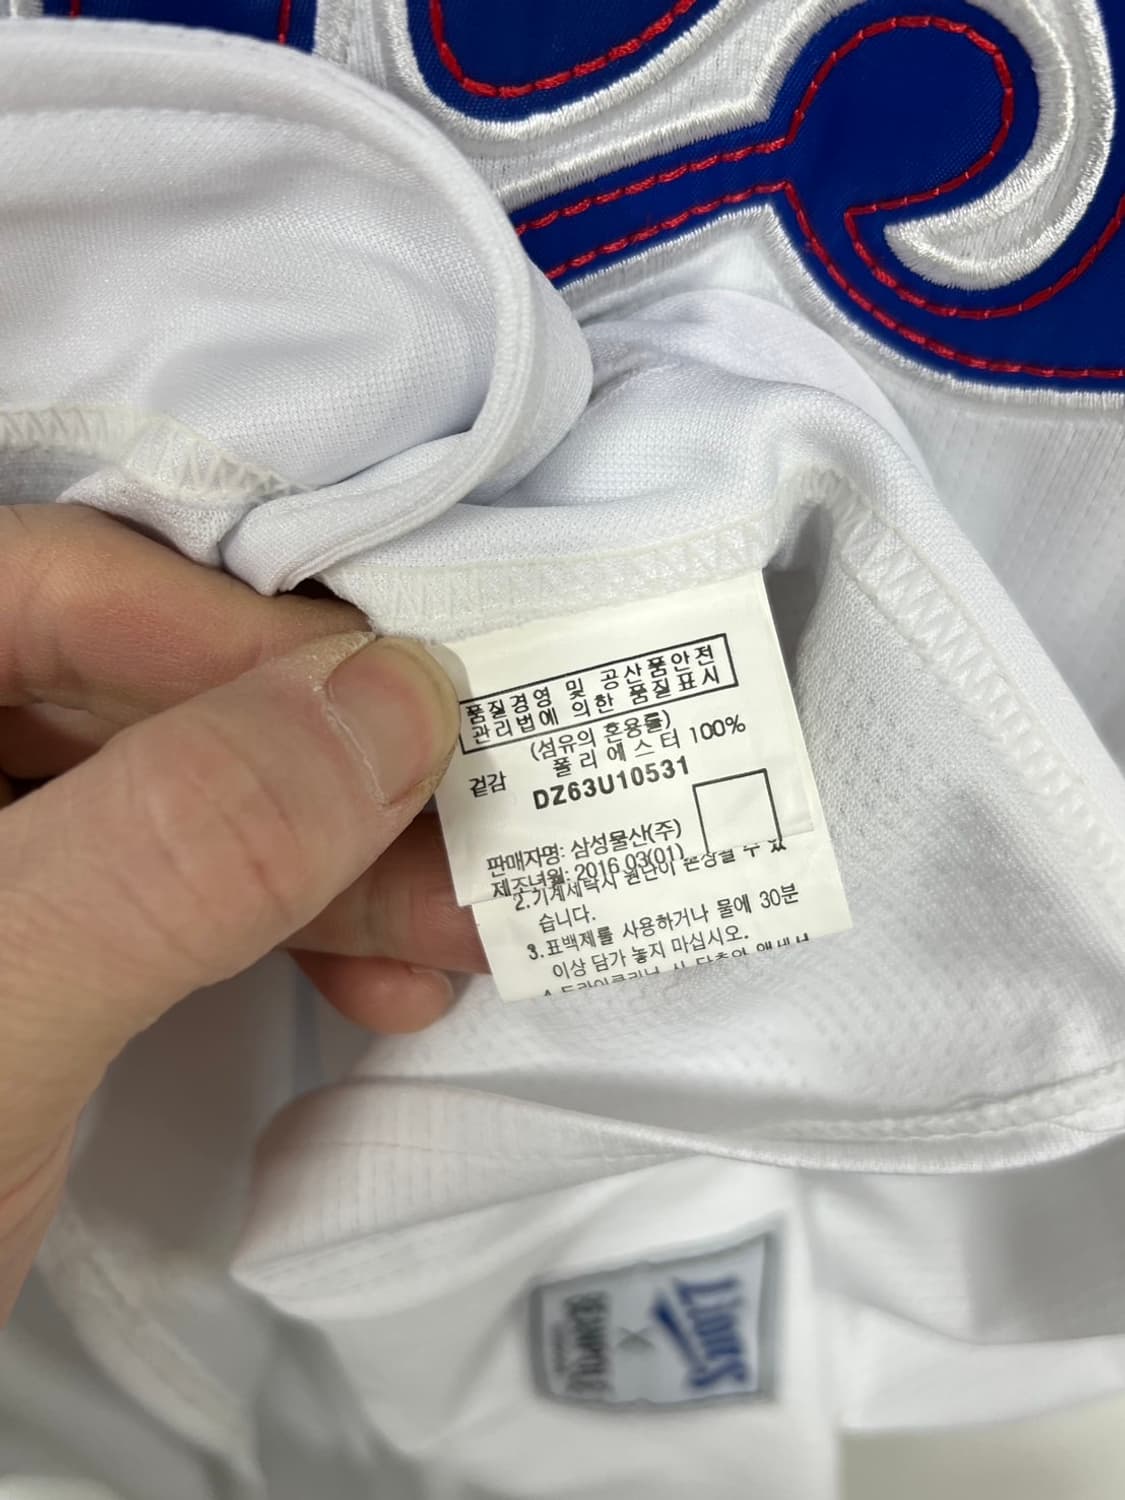 품질경영 및 공산품안전
관리법에 의한 품질표시
(섬유의 혼용률)
겉감 폴리에스터 100%
DZ63U10531
판매자명: 삼성물산(주)
제조년월: 2016.03(01)
2.기계세탁시 원단이 손상될 수 있
습니다.
3.표백제를 사용하거나 물에 30분
이상 담가 놓지 마십시오.
Lions
X
BEANPOLE